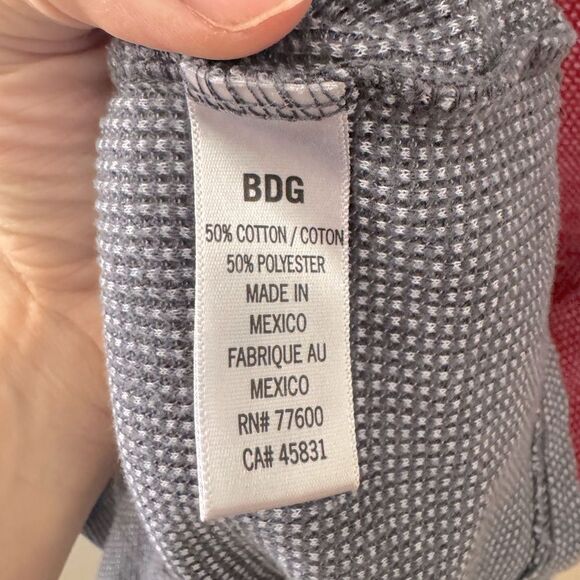 BDG
50% COTTON / COTON
50% POLYESTER
MADE IN
MEXICO
FABRIQUE AU
MEXICO
RN# 77600
CA# 45831